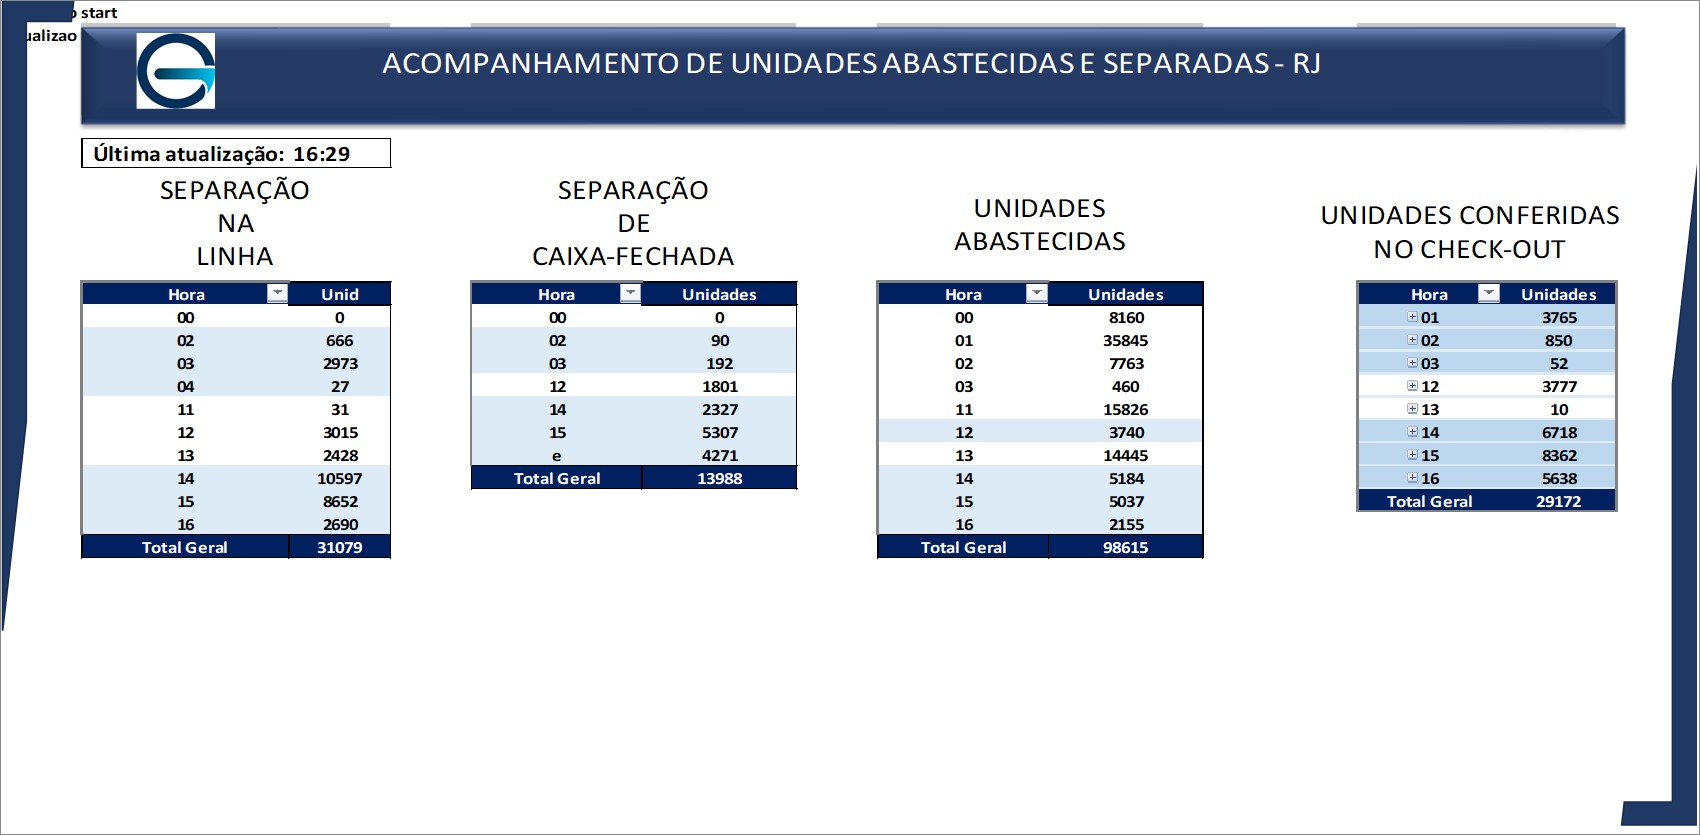 start
ualizao
ACOMPANHAMENTO DE UNIDADES ABASTECIDAS E SEPARADAS - RJ
Última atualização: 16:29
SEPARAÇÃO
NA
LINHA
Hora Unid
00 0
02 666
03 2973
04 27
11 31
12 3015
13 2428
14 10597
15 8652
16 2690
Total Geral 31079
SEPARAÇÃO
DE
CAIXA-FECHADA
Hora Unidades
00 0
02 90
03 192
12 1801
14 2327
15 5307
e 4271
Total Geral 13988
UNIDADES
ABASTECIDAS
Hora Unidades
00 8160
01 35845
02 7763
03 460
11 15826
12 3740
13 14445
14 5184
15 5037
16 2155
Total Geral 98615
UNIDADES CONFERIDAS
NO CHECK-OUT
Hora Unidades
01 3765
02 850
03 52
12 3777
13 10
14 6718
15 8362
16 5638
Total Geral 29172